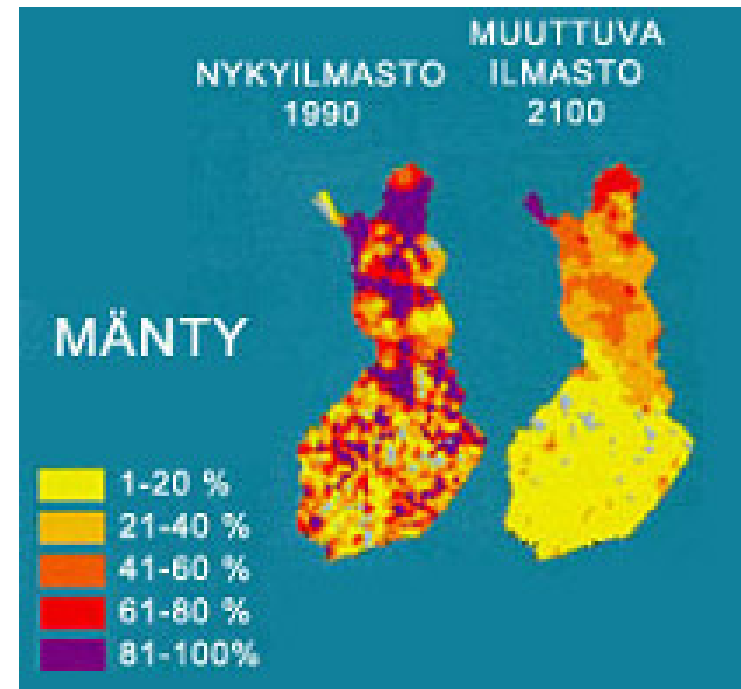 NYKYILMASTO
1990
MUUTTUVA
ILMASTO
2100
MÄNTY
1-20 %
21-40 %
41-60 %
61-80 %
81-100%